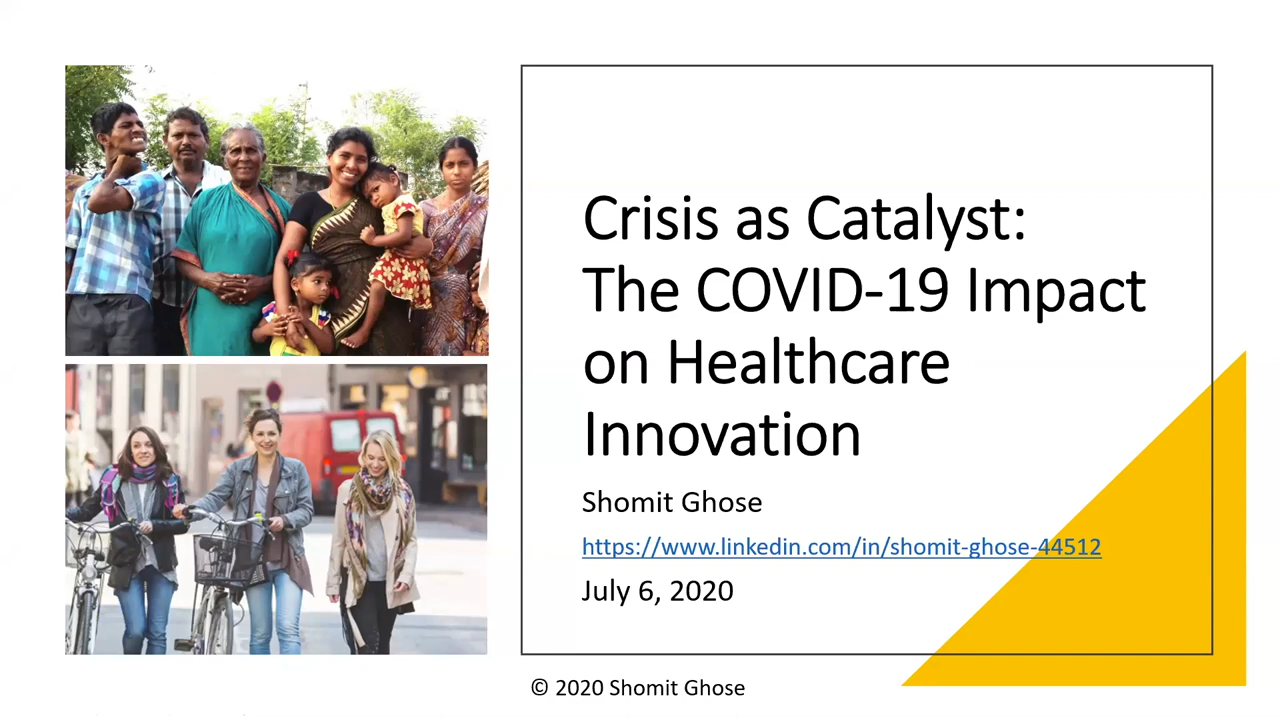 Crisis as Catalyst:
The COVID-19 Impact
on Healthcare
Innovation
Shomit Ghose
https://www.linkedin.com/in/shomit-ghose-44512
July 6, 2020
© 2020 Shomit Ghose